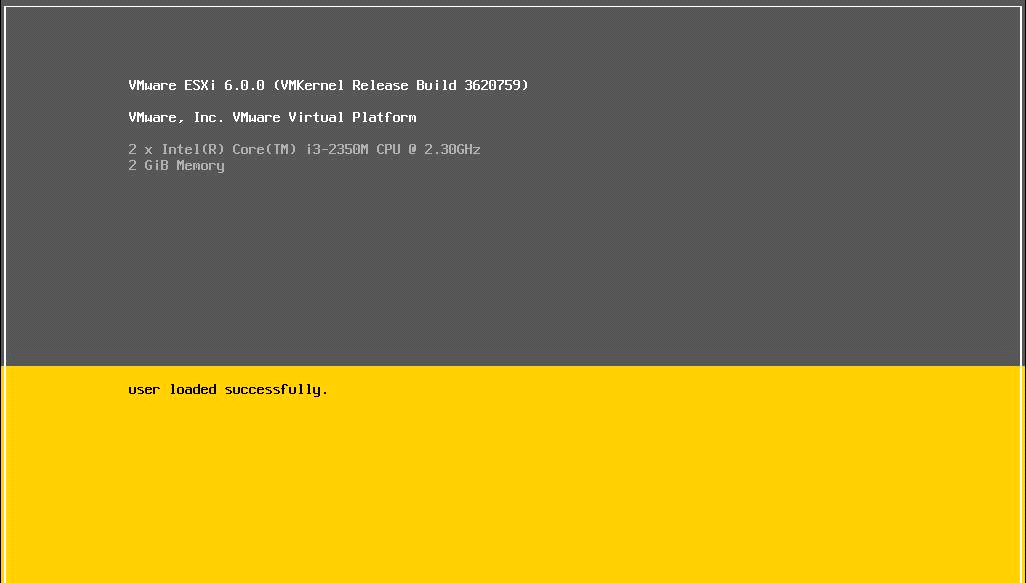 VMware ESXi 6.0.0 (VMKernel Release Build 3620759)
VMware, Inc. VMware Virtual Platform
2 x Intel(R) Core(TM) i3-2350M CPU @ 2.30GHz
2 GiB Memory
user loaded successfully.